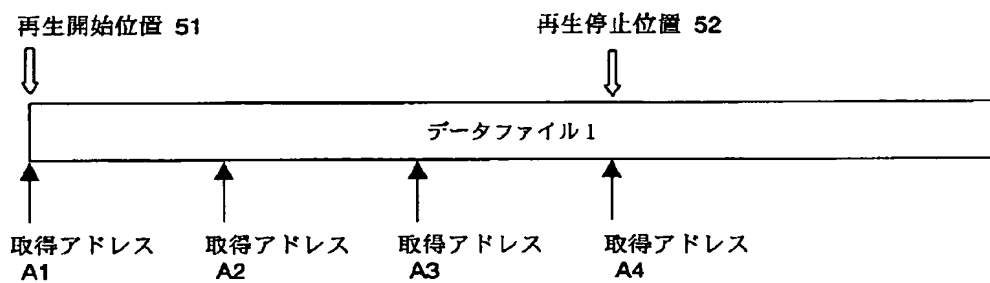 再生開始位置 51
再生停止位置 52
データファイル1
取得アドレス
A1
取得アドレス
A2
取得アドレス
A3
取得アドレス
A4